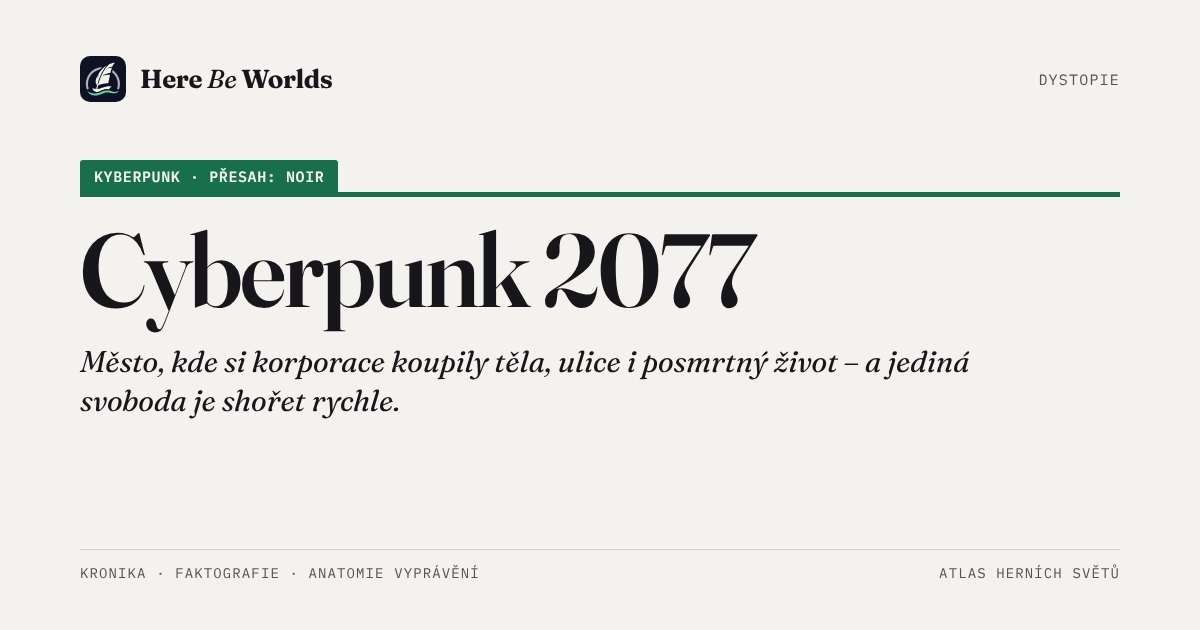 Here Be Worlds
DYSTOPIE
KYBERPUNK · PŘESAH: NOIR
Cyberpunk 2077
Město, kde si korporace koupily těla, ulice i posmrtný život – a jediná
svoboda je shořet rychle.
KRONIKA · FAKTOGRAFIE · ANATOMIE VYPRÁVĚNÍ
ATLAS HERNÍCH SVĚTŮ